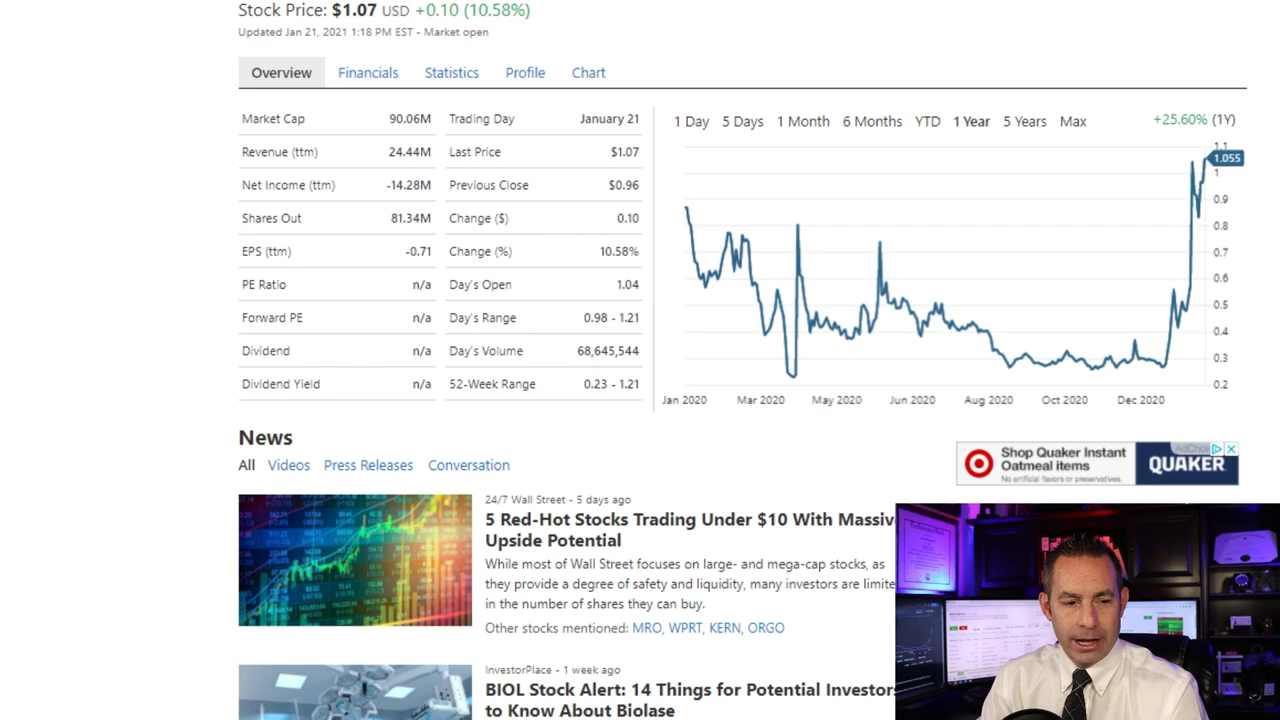 Stock Price: $1.07 USD +0.10 (10.58%)
Updated Jan 21, 2021 1:18 PM EST - Market open
Overview Financials Statistics Profile Chart
Market Cap 90.06M Trading Day January 21
Revenue (ttm) 24.44M Last Price $1.07
Net Income (ttm) -14.28M Previous Close $0.96
Shares Out 81.34M Change ($) 0.10
EPS (ttm) -0.71 Change (%) 10.58%
PE Ratio n/a Day's Open 1.04
Forward PE n/a Day's Range 0.98 - 1.21
Dividend n/a Day's Volume 68,645,544
Dividend Yield n/a 52-Week Range 0.23 - 1.21
1 Day 5 Days 1 Month 6 Months YTD 1 Year 5 Years Max +25.60% (1Y)
1.1
1.055
1
0.9
0.8
0.7
0.6
0.5
0.4
0.3
0.2
Jan 2020 Mar 2020 May 2020 Jun 2020 Aug 2020 Oct 2020 Dec 2020
News
All Videos Press Releases Conversation
Shop Quaker Instant
Oatmeal items
No artificial flavors or preservatives.
QUAKER
24/7 Wall Street - 5 days ago
5 Red-Hot Stocks Trading Under $10 With Massive
Upside Potential
While most of Wall Street focuses on large- and mega-cap stocks, as
they provide a degree of safety and liquidity, many investors are limite
in the number of shares they can buy.
Other stocks mentioned: MRO, WPRT, KERN, ORGO
InvestorPlace - 1 week ago
BIOL Stock Alert: 14 Things for Potential Investors
to Know About Biolase